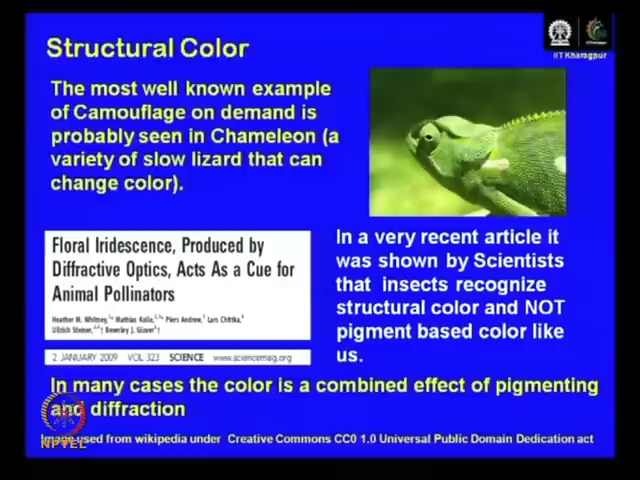 IIT Kharagpur
Structural Color
The most well known example
of Camouflage on demand is
probably seen in Chameleon (a
variety of slow lizard that can
change color).
Floral Iridescence, Produced by
Diffractive Optics, Acts As a Cue for
Animal Pollinators
Heather M. Whitney, Mathias Kolle, Piers Andrew, Lars Chittka,
Ullrich Steiner, Beverley J. Glover
2 JANUARY 2009 VOL 323 SCIENCE www.sciencemag.org
In a very recent article it
was shown by Scientists
that insects recognize
structural color and NOT
pigment based color like
us.
In many cases the color is a combined effect of pigmenting
and diffraction
Image used from wikipedia under Creative Commons CC0 1.0 Universal Public Domain Dedication act
NPTEL